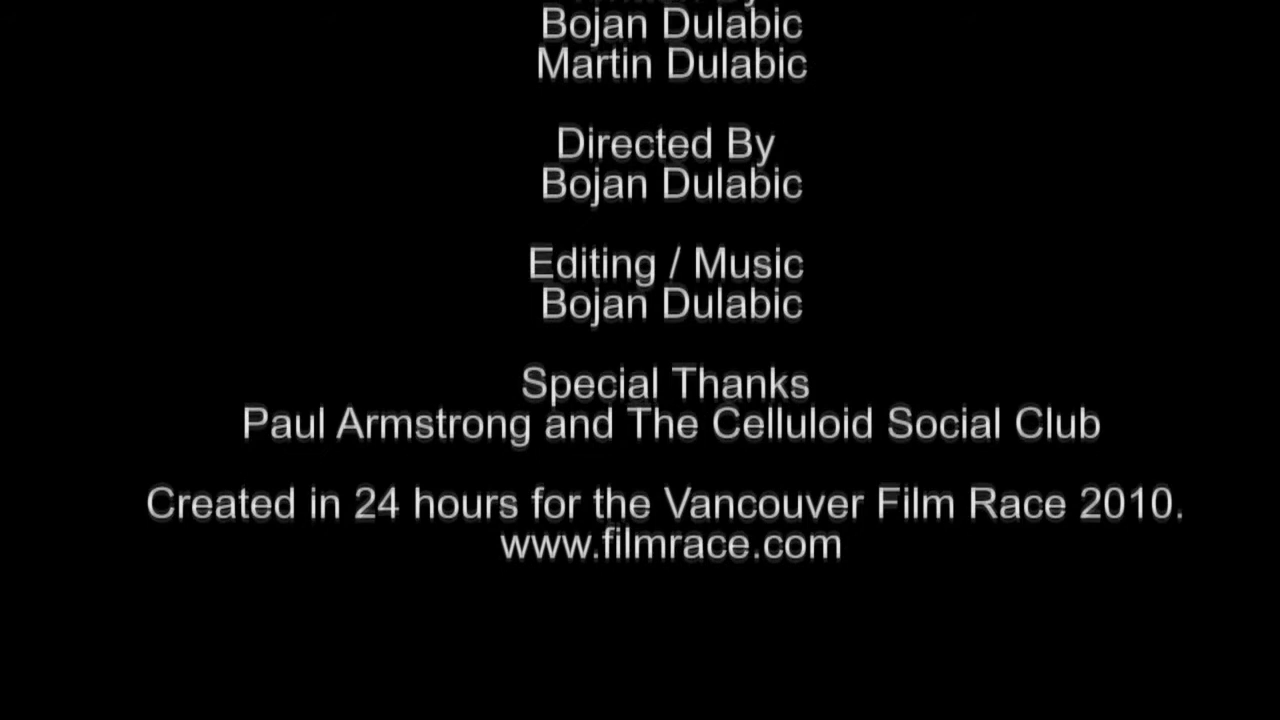 Bojan Dulabic
Martin Dulabic
Directed By
Bojan Dulabic
Editing / Music
Bojan Dulabic
Special Thanks
Paul Armstrong and The Celluloid Social Club
Created in 24 hours for the Vancouver Film Race 2010.
www.filmrace.com